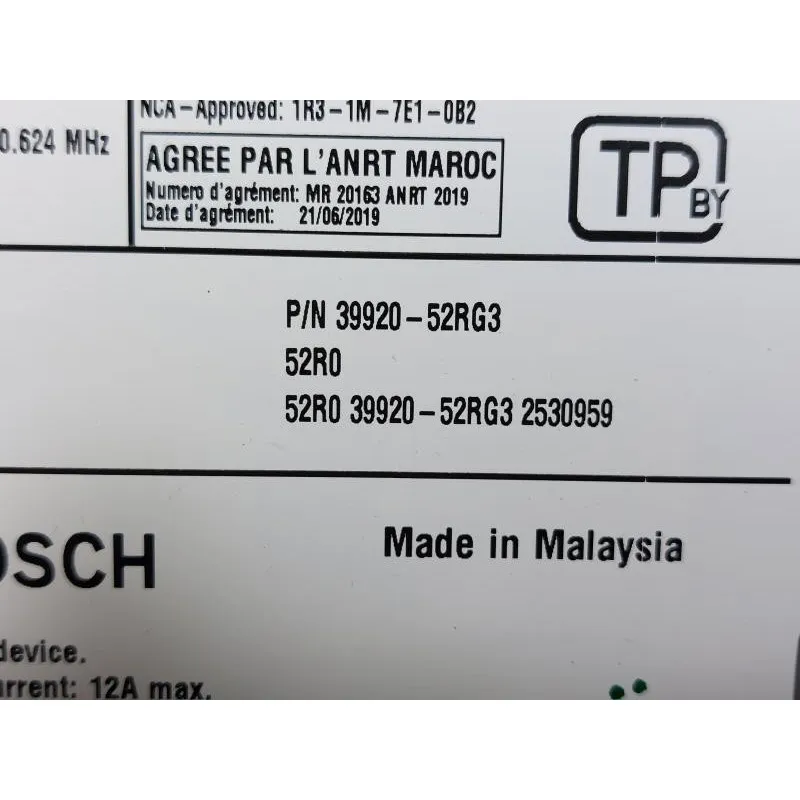 NCA-Approved: 1R3-1M-7E1-0B2
0.624 MHz
AGREE PAR L'ANRT MAROC
Numero d'agrément: MR 20163 ANRT 2019
Date d'agrément: 21/06/2019
TP BY
P/N 39920-52RG3
52R0
52R0 39920-52RG3 2530959
OSCH
Made in Malaysia
device.
urrent: 12A max.